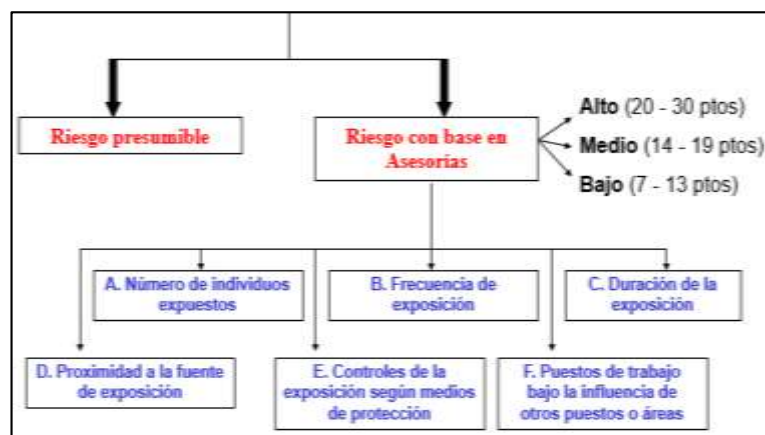 Riesgo presumible
Riesgo con base en
Asesorías
Alto (20 - 30 ptos)
Medio (14 - 19 ptos)
Bajo (7 - 13 ptos)
A. Número de individuos
expuestos
B. Frecuencia de
exposición
C. Duración de la
exposición
D. Proximidad a la fuente
de exposición
E. Controles de la
exposición según medios
de protección
F. Puestos de trabajo
bajo la influencia de
otros puestos o áreas